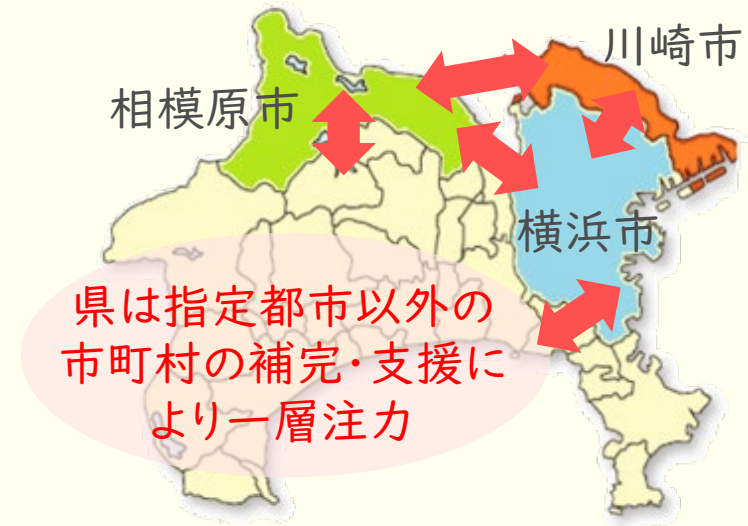 川崎市
相模原市
横浜市
県は指定都市以外の
市町村の補完・支援に
より一層注力